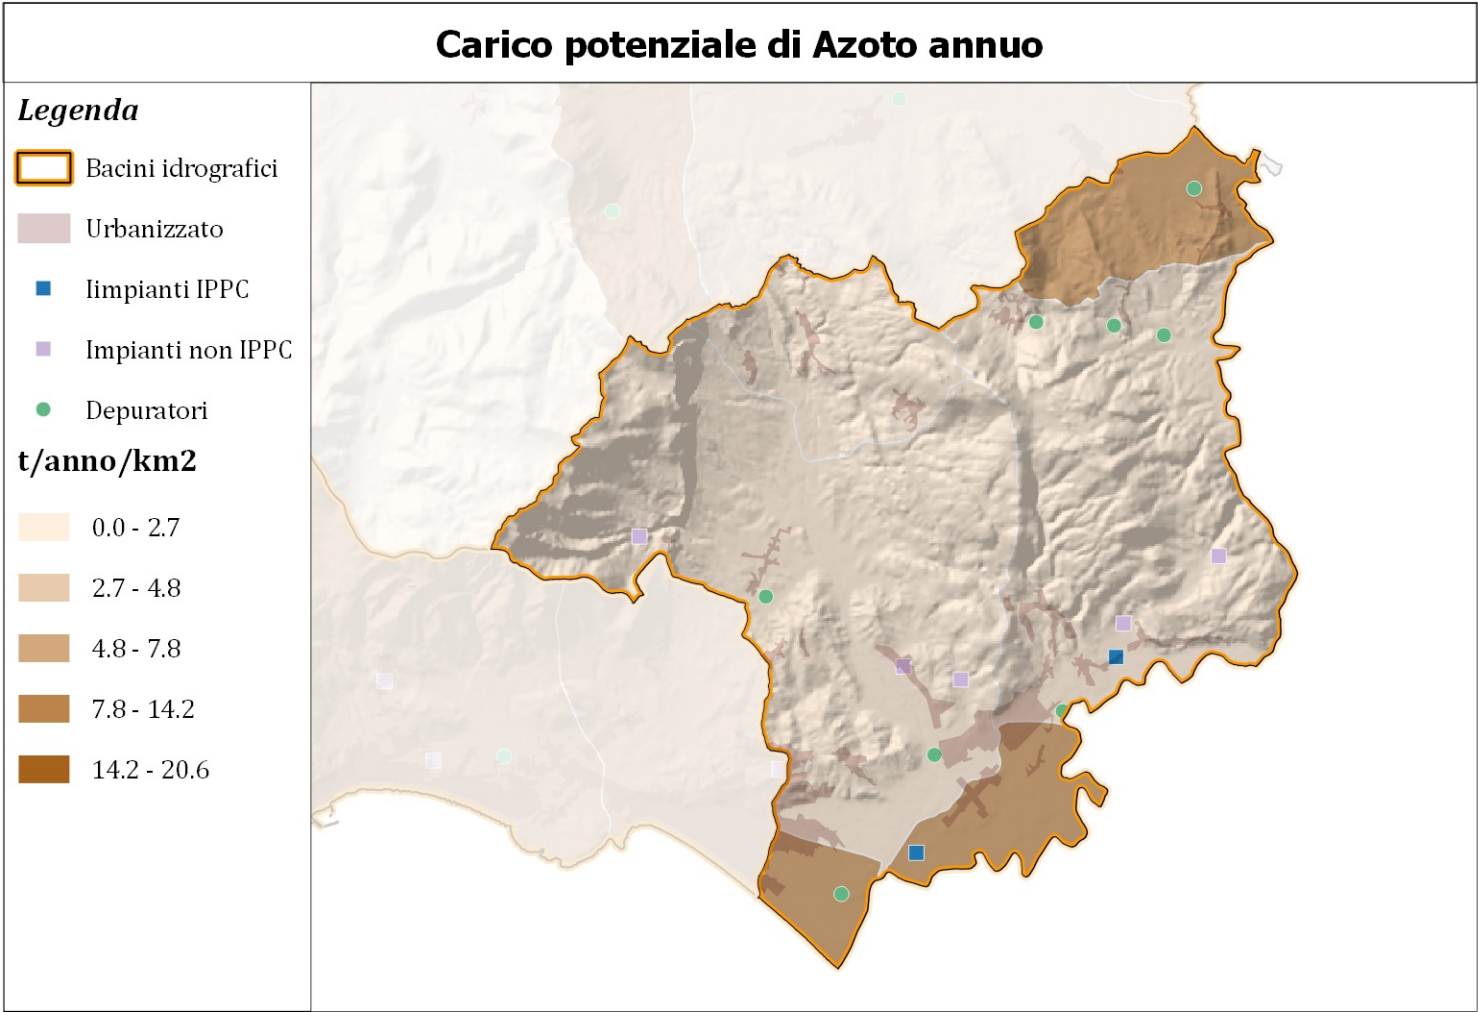 Carico potenziale di Azoto annuo
Legenda
Bacini idrografici
Urbanizzato
Iimpianti IPPC
Impianti non IPPC
Depuratori
t/anno/km2
0.0 - 2.7
2.7 - 4.8
4.8 - 7.8
7.8 - 14.2
14.2 - 20.6